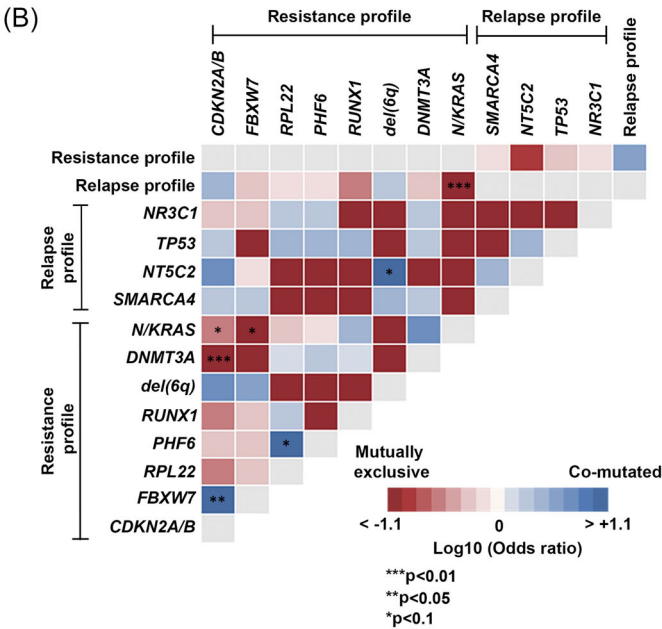 (B)
Resistance profile
Relapse profile
CDKN2A/B
FBXW7
RPL22
PHF6
RUNX1
del(6q)
DNMT3A
N/KRAS
SMARCA4
NT5C2
TP53
NR3C1
Relapse profile
Resistance profile
Relapse profile
***
Relapse
profile
NR3C1
TP53
NT5C2
*
SMARCA4
Resistance
profile
N/KRAS
*
*
DNMT3A
***
del(6q)
RUNX1
PHF6
*
RPL22
FBXW7
**
CDKN2A/B
Mutually
exclusive
Co-mutated
< -1.1
0
> +1.1
Log10 (Odds ratio)
***p<0.01
**p<0.05
*p<0.1